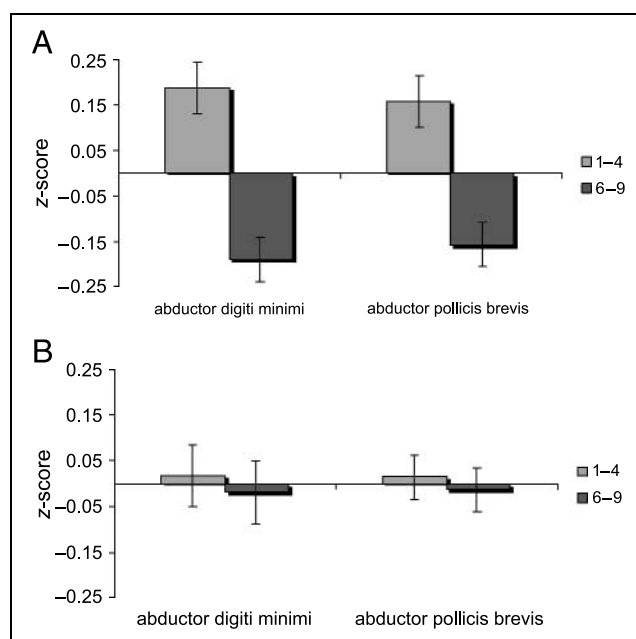 A
0.25
0.15
0.05
−0.05
−0.15
−0.25
z-score
1–4
6–9
abductor digiti minimi abductor pollicis brevis
B
0.25
0.15
0.05
−0.05
−0.15
−0.25
z-score
1–4
6–9
abductor digiti minimi abductor pollicis brevis